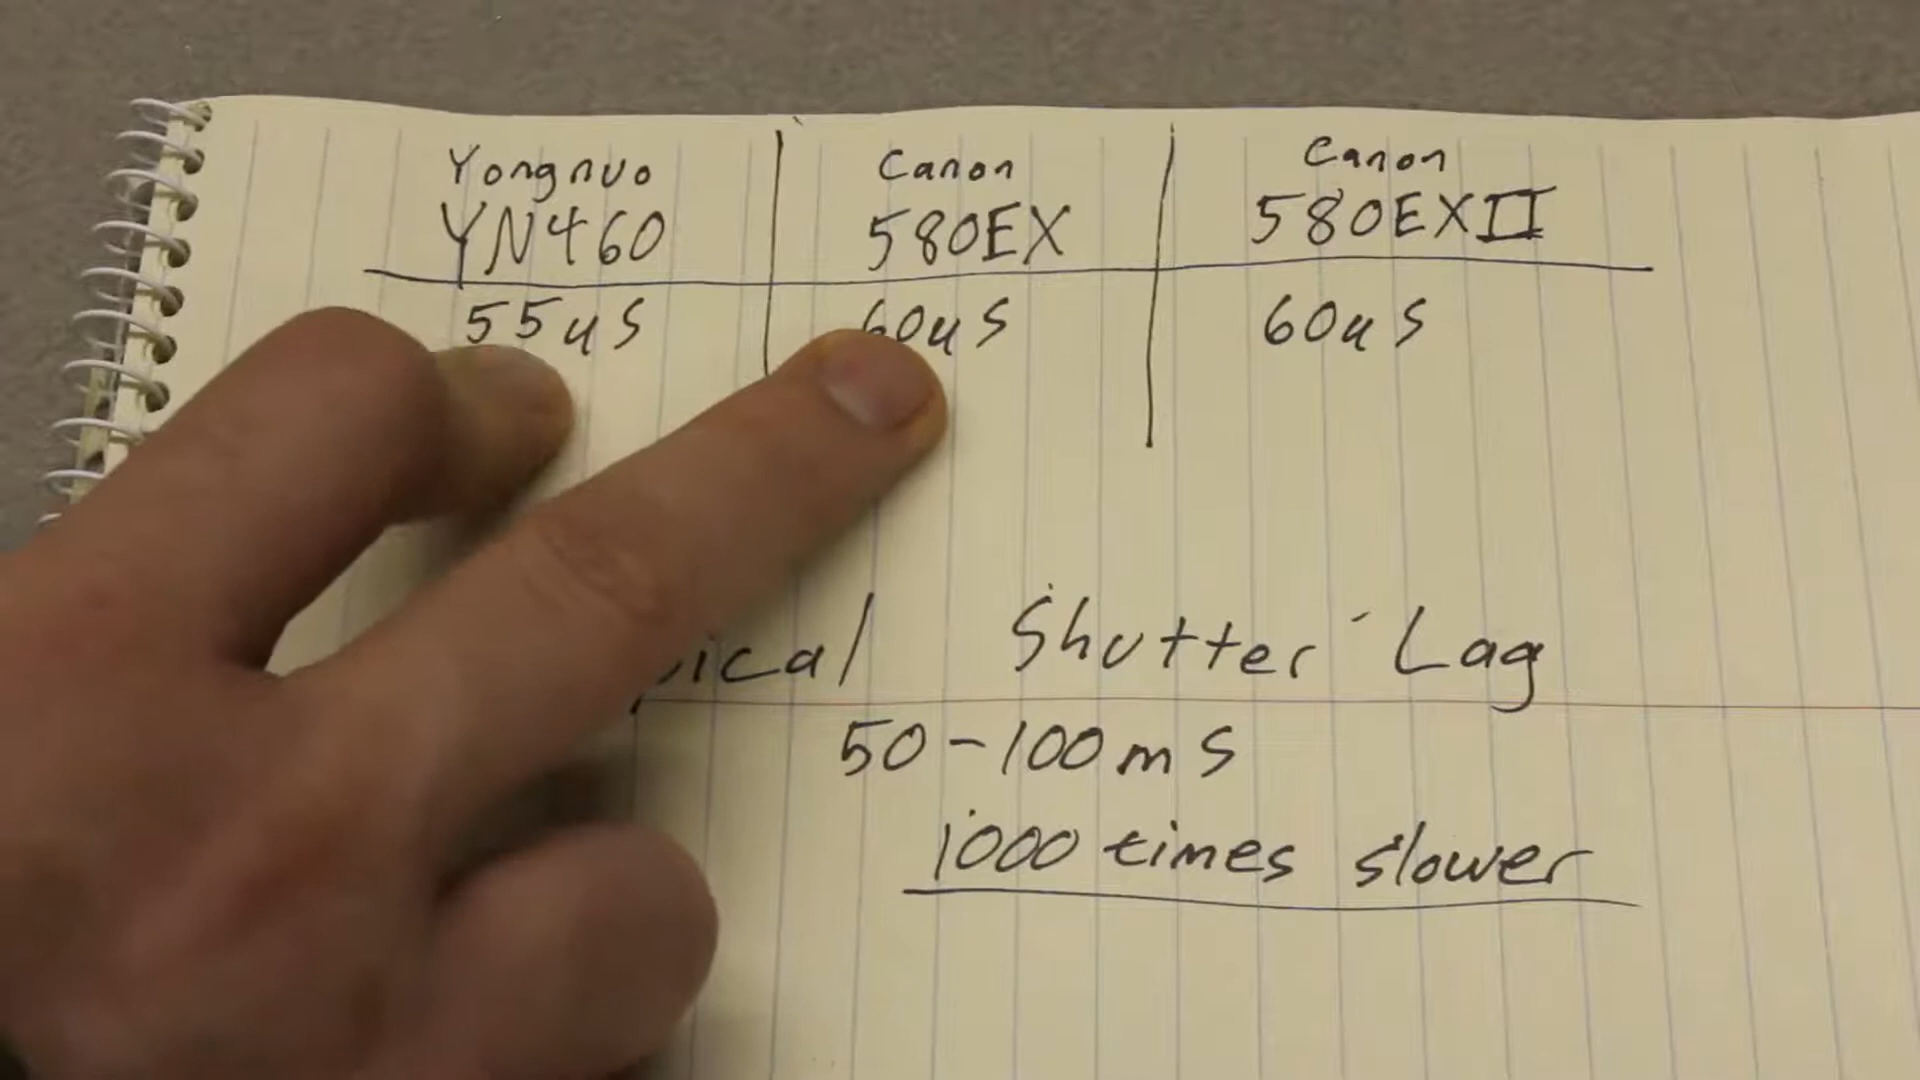 Yongnuo Canon Canon
YN460 580EX 580EXII
55us 60us 60us
Shutter Lag
50-100ms
1000 times slower